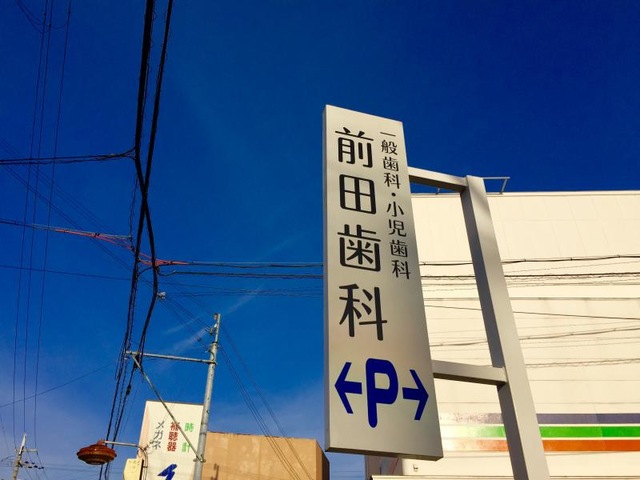 一般歯科・小児歯科
前田歯科
←P→
時計
補聴器
メガネ